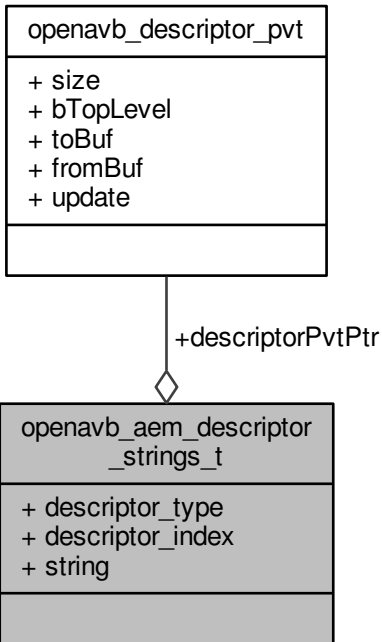 openavb_descriptor_pvt
+ size
+ bTopLevel
+ toBuf
+ fromBuf
+ update
+descriptorPvtPtr
openavb_aem_descriptor
_strings_t
+ descriptor_type
+ descriptor_index
+ string